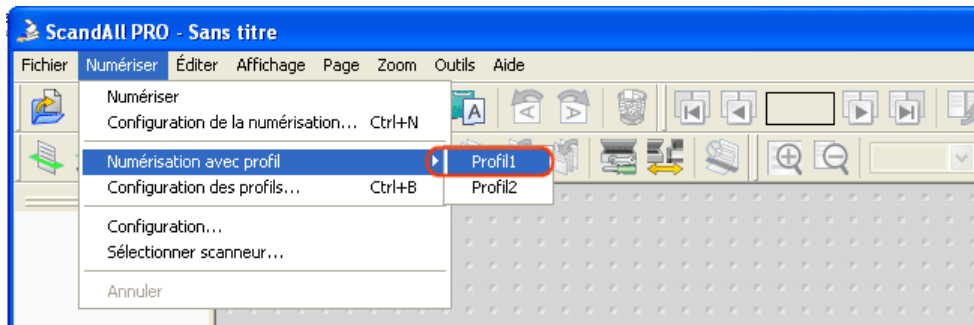 ScandAll PRO - Sans titre
Fichier Numériser Éditer Affichage Page Zoom Outils Aide
Numériser
Configuration de la numérisation... Ctrl+N
A
Numérisation avec profil Profil1
Configuration des profils... Ctrl+B Profil2
Configuration...
Sélectionner scanneur...
Annuler